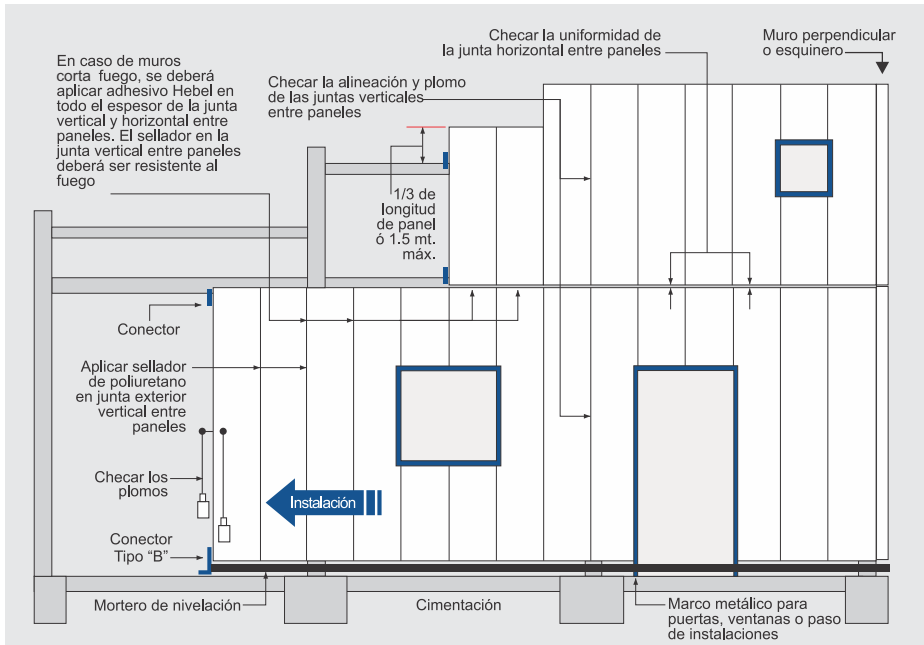 En caso de muros
corta fuego, se deberá
aplicar adhesivo Hebel en
todo el espesor de la junta
vertical y horizontal entre
paneles. El sellador en la
junta vertical entre paneles
deberá ser resistente al
fuego
Checar la alineación y plomo
de las juntas verticales
entre paneles
Checar la uniformidad de
la junta horizontal entre paneles
Muro perpendicular
o esquinero
1/3 de
longitud
de panel
ó 1.5 mt.
máx.
Conector
Aplicar sellador
de poliuretano
en junta exterior
vertical entre
paneles
Checar los
plomos
Instalación
Conector
Tipo “B”
Mortero de nivelación
Cimentación
Marco metálico para
puertas, ventanas o paso
de instalaciones